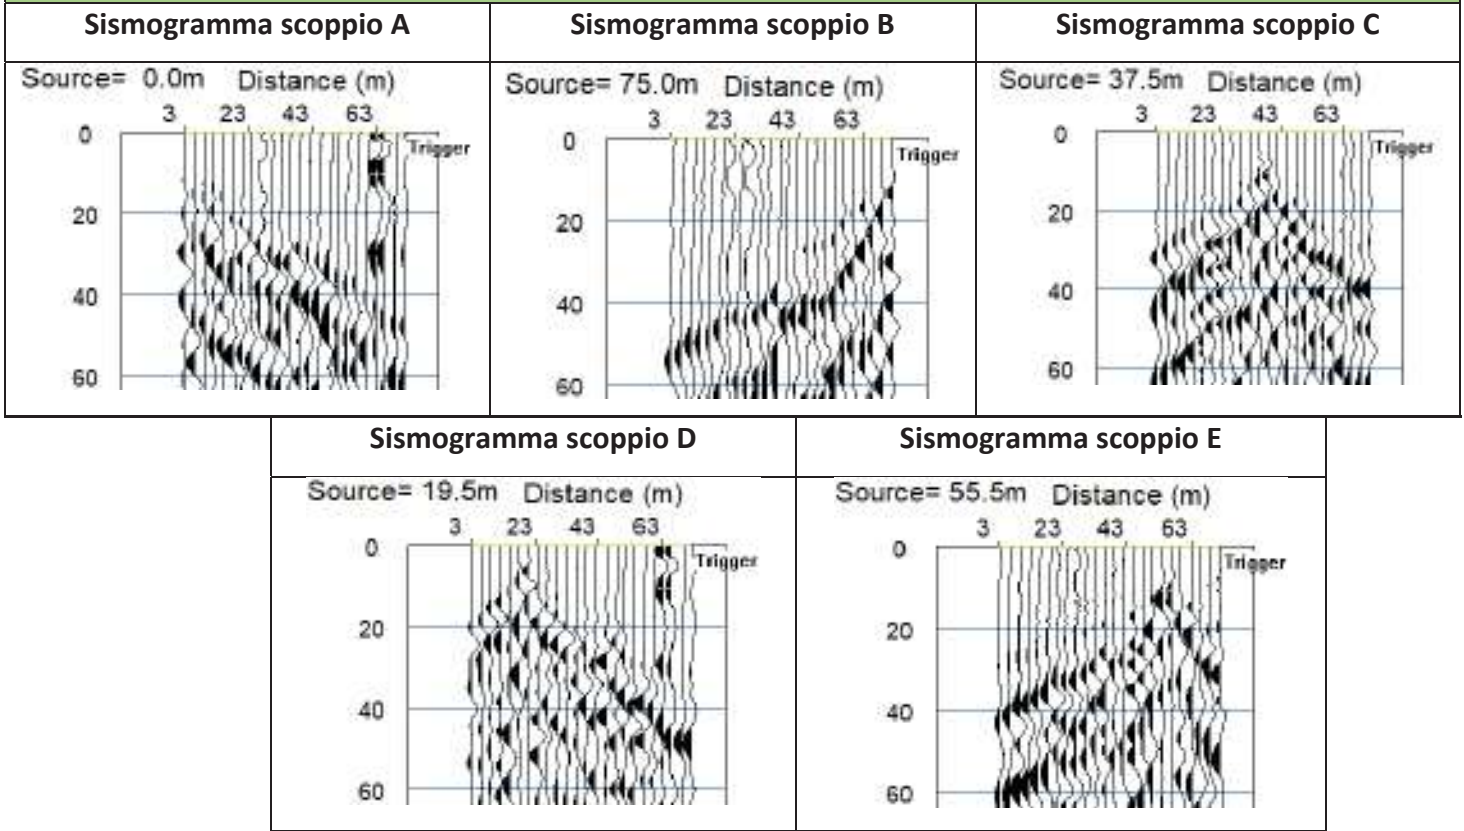 Sismogramma scoppio A
Source= 0.0m Distance (m)
3 23 43 63
Trigger
0
20
40
60
Sismogramma scoppio B
Source= 75.0m Distance (m)
3 23 43 63
Trigger
0
20
40
60
Sismogramma scoppio C
Source= 37.5m Distance (m)
3 23 43 63
Trigger
0
20
40
60
Sismogramma scoppio D
Source= 19.5m Distance (m)
3 23 43 63
Trigger
0
20
40
60
Sismogramma scoppio E
Source= 55.5m Distance (m)
3 23 43 63
Trigger
0
20
40
60